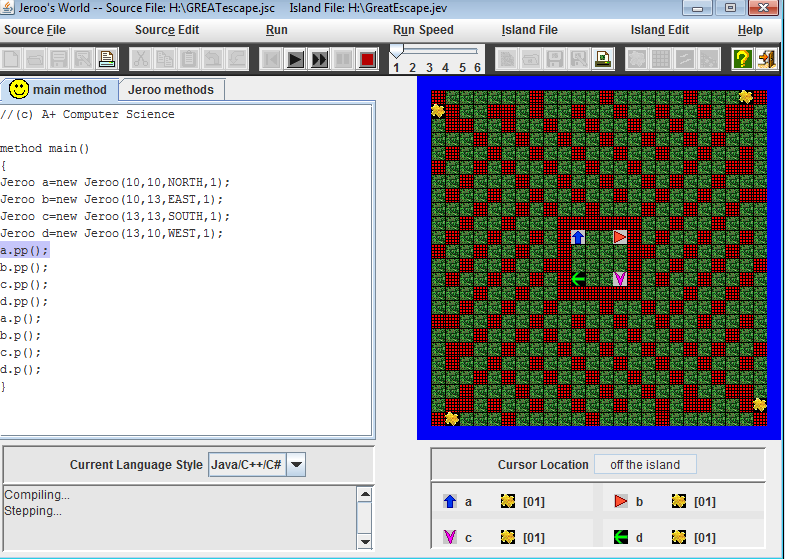 Jeroo's World -- Source File: H:\GREATescape.jsc    Island File: H:\GreatEscape.jev
Source File Source Edit Run Run Speed Island File Island Edit Help
1 2 3 4 5 6
main method Jeroo methods
//(c) A+ Computer Science
method main()
{
Jeroo a=new Jeroo(10,10,NORTH,1);
Jeroo b=new Jeroo(10,13,EAST,1);
Jeroo c=new Jeroo(13,13,SOUTH,1);
Jeroo d=new Jeroo(13,10,WEST,1);
a.pp();
b.pp();
c.pp();
d.pp();
a.p();
b.p();
c.p();
d.p();
}
Current Language Style Java/C++/C#
Compiling...
Stepping...
Cursor Location off the island
a [01] b [01]
c [01] d [01]